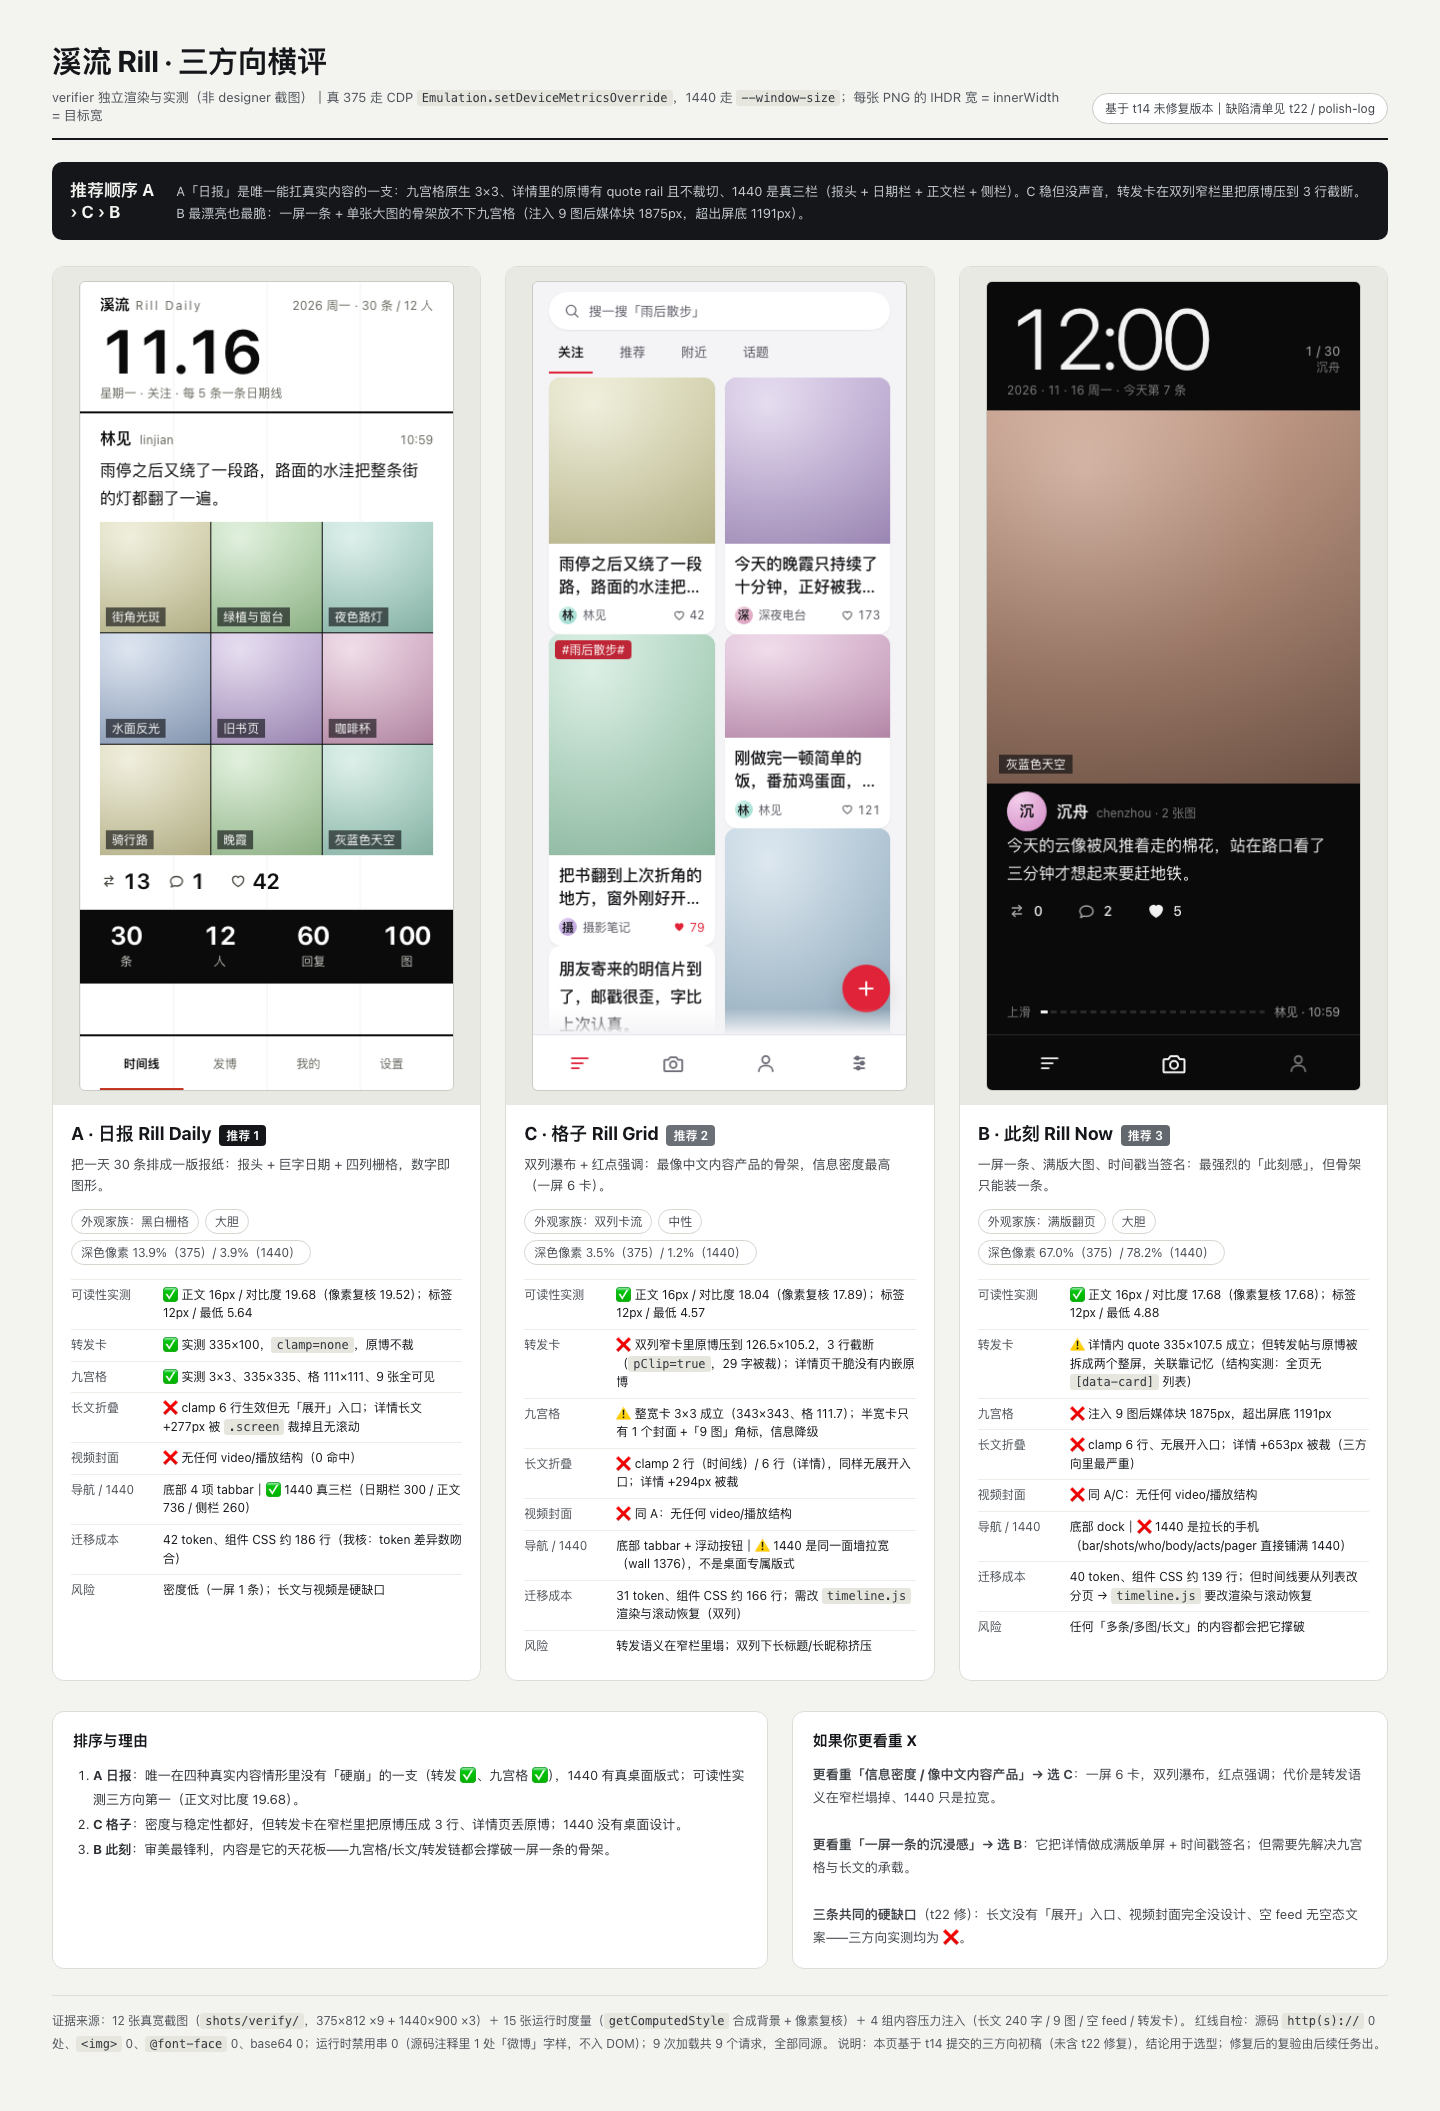 溪流 Rill · 三方向横评
verifier 独立渲染与实测（非 designer 截图）｜真 375 走 CDP Emulation.setDeviceMetricsOverride，1440 走 --window-size；每张 PNG 的 IHDR 宽 = innerWidth
= 目标宽
基于 t14 未修复版本｜缺陷清单见 t22 / polish-log
推荐顺序 A
› C › B
A「日报」是唯一能扛真实内容的一支：九宫格原生 3×3、详情里的原博有 quote rail 且不裁切、1440 是真三栏（报头 + 日期栏 + 正文栏 + 侧栏）。C 稳但没声音，转发卡在双列窄栏里把原博压到 3 行截断。
B 最漂亮也最脆：一屏一条 + 单张大图的骨架放不下九宫格（注入 9 图后媒体块 1875px，超出屏底 1191px）。
溪流 Rill Daily
2026 周一 · 30 条 / 12 人
11.16
星期一 · 关注 · 每 5 条一条日期线
林见 linjian
10:59
雨停之后又绕了一段路，路面的水洼把整条街
的灯都翻了一遍。
街角光斑
绿植与窗台
夜色路灯
水面反光
旧书页
咖啡杯
骑行路
晚霞
灰蓝色天空
13
1
42
30
12
60
100
条
人
回复
图
时间线
发博
我的
设置
搜一搜「雨后散步」
关注
推荐
附近
话题
雨停之后又绕了一段
路，路面的水洼把...
林 林见
42
今天的晚霞只持续了
十分钟，正好被我...
深 深夜电台
173
#雨后散步#
把书翻到上次折角的
地方，窗外刚好开...
摄 摄影笔记
79
刚做完一顿简单的
饭，番茄鸡蛋面，...
林 林见
121
朋友寄来的明信片到
了，邮戳很歪，字比
上次认真。
12:00
1 / 30
沉舟
2026 · 11 · 16 周一 · 今天第 7 条
灰蓝色天空
沉 沉舟 chenzhou · 2 张图
今天的云像被风推着走的棉花，站在路口看了
三分钟才想起来要赶地铁。
0
2
5
上滑
林见 · 10:59
A · 日报 Rill Daily 推荐 1
把一天 30 条排成一版报纸：报头 + 巨字日期 + 四列栅格，数字即
图形。
外观家族：黑白栅格
大胆
深色像素 13.9%（375）/ 3.9%（1440）
可读性实测
✅ 正文 16px / 对比度 19.68（像素复核 19.52）；标签
12px / 最低 5.64
转发卡
✅ 实测 335×100，clamp=none，原博不裁
九宫格
✅ 实测 3×3、335×335、格 111×111、9 张全可见
长文折叠
❌ clamp 6 行生效但无「展开」入口；详情长文
+277px 被 .screen 裁掉且无滚动
视频封面
❌ 无任何 video/播放结构（0 命中）
导航 / 1440
底部 4 项 tabbar｜✅ 1440 真三栏（日期栏 300 / 正文
736 / 侧栏 260）
迁移成本
42 token、组件 CSS 约 186 行（我核：token 差异数吻
合）
风险
密度低（一屏 1 条）；长文与视频是硬缺口
C · 格子 Rill Grid 推荐 2
双列瀑布 + 红点强调：最像中文内容产品的骨架，信息密度最高
（一屏 6 卡）。
外观家族：双列卡流
中性
深色像素 3.5%（375）/ 1.2%（1440）
可读性实测
✅ 正文 16px / 对比度 18.04（像素复核 17.89）；标签
12px / 最低 4.57
转发卡
❌ 双列窄卡里原博压到 126.5×105.2，3 行截断
（pClip=true，29 字被裁）；详情页干脆没有内嵌原
博
九宫格
⚠️ 整宽卡 3×3 成立（343×343、格 111.7）；半宽卡只
有 1 个封面 +「9 图」角标，信息降级
长文折叠
❌ clamp 2 行（时间线）/ 6 行（详情），同样无展开入
口；详情 +294px 被裁
视频封面
❌ 同 A：无任何 video/播放结构
导航 / 1440
底部 tabbar + 浮动按钮｜⚠️ 1440 是同一面墙拉宽
（wall 1376），不是桌面专属版式
迁移成本
31 token、组件 CSS 约 166 行；需改 timeline.js
渲染与滚动恢复（双列）
风险
转发语义在窄栏里塌；双列下长标题/长昵称挤压
B · 此刻 Rill Now 推荐 3
一屏一条、满版大图、时间戳当签名：最强烈的「此刻感」，但骨架
只能装一条。
外观家族：满版翻页
大胆
深色像素 67.0%（375）/ 78.2%（1440）
可读性实测
✅ 正文 16px / 对比度 17.68（像素复核 17.68）；标签
12px / 最低 4.88
转发卡
⚠️ 详情内 quote 335×107.5 成立；但转发帖与原博被
拆成两个整屏，关联靠记忆（结构实测：全页无
[data-card] 列表）
九宫格
❌ 注入 9 图后媒体块 1875px，超出屏底 1191px
长文折叠
❌ clamp 6 行、无展开入口；详情 +653px 被裁（三方
向里最严重）
视频封面
❌ 同 A/C：无任何 video/播放结构
导航 / 1440
底部 dock｜❌ 1440 是拉长的手机
（bar/shots/who/body/acts/pager 直接铺满 1440）
迁移成本
40 token、组件 CSS 约 139 行；但时间线要从列表改
分页 → timeline.js 要改渲染与滚动恢复
风险
任何「多条/多图/长文」的内容都会把它撑破
排序与理由
1. A 日报：唯一在四种真实内容情形里没有「硬崩」的一支（转发 ✅、九宫格 ✅），1440 有真桌面版式；可读性实
测三方向第一（正文对比度 19.68）。
2. C 格子：密度与稳定性都好，但转发卡在窄栏里把原博压成 3 行、详情页丢原博；1440 没有桌面设计。
3. B 此刻：审美最锋利，内容是它的天花板——九宫格/长文/转发链都会撑破一屏一条的骨架。
如果你更看重 X
更看重「信息密度 / 像中文内容产品」→ 选 C：一屏 6 卡，双列瀑布，红点强调；代价是转发语
义在窄栏塌掉、1440 只是拉宽。
更看重「一屏一条的沉浸感」→ 选 B：它把详情做成满版单屏 + 时间戳签名；但需要先解决九宫
格与长文的承载。
三条共同的硬缺口（t22 修）：长文没有「展开」入口、视频封面完全没设计、空 feed 无空态文
案——三方向实测均为 ❌。
证据来源：12 张真宽截图（shots/verify/，375×812 ×9 + 1440×900 ×3）＋ 15 张运行时度量（getComputedStyle 合成背景 + 像素复核）＋ 4 组内容压力注入（长文 240 字 / 9 图 / 空 feed / 转发卡）。 红线自检：源码 http(s):// 0
处、<img> 0、@font-face 0、base64 0；运行时禁用串 0（源码注释里 1 处「微博」字样，不入 DOM）；9 次加载共 9 个请求，全部同源。 说明：本页基于 t14 提交的三方向初稿（未含 t22 修复），结论用于选型；修复后的复验由后续任务出。